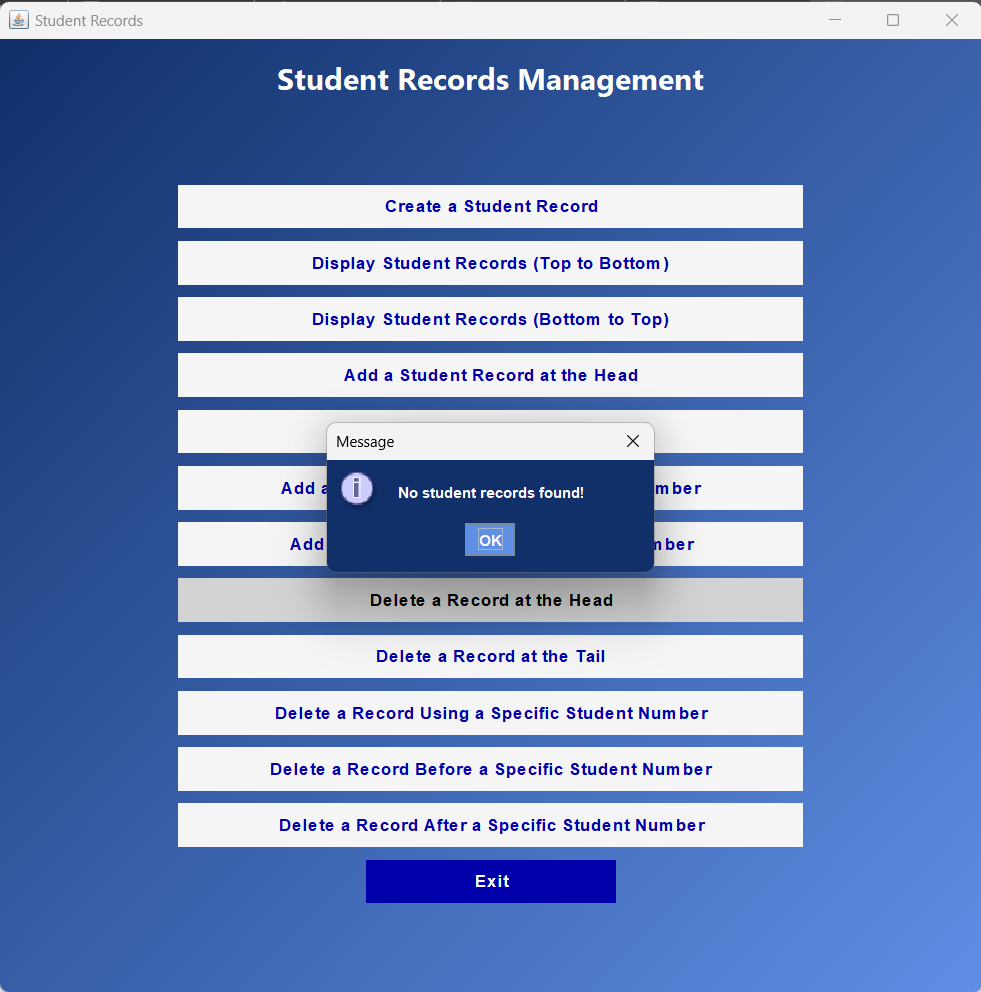 Student Records
Student Records Management
Create a Student Record
Display Student Records (Top to Bottom)
Display Student Records (Bottom to Top)
Add a Student Record at the Head
Message
No student records found!
OK
Add a
Add
Delete a Record at the Head
Delete a Record at the Tail
Delete a Record Using a Specific Student Number
Delete a Record Before a Specific Student Number
Delete a Record After a Specific Student Number
Exit